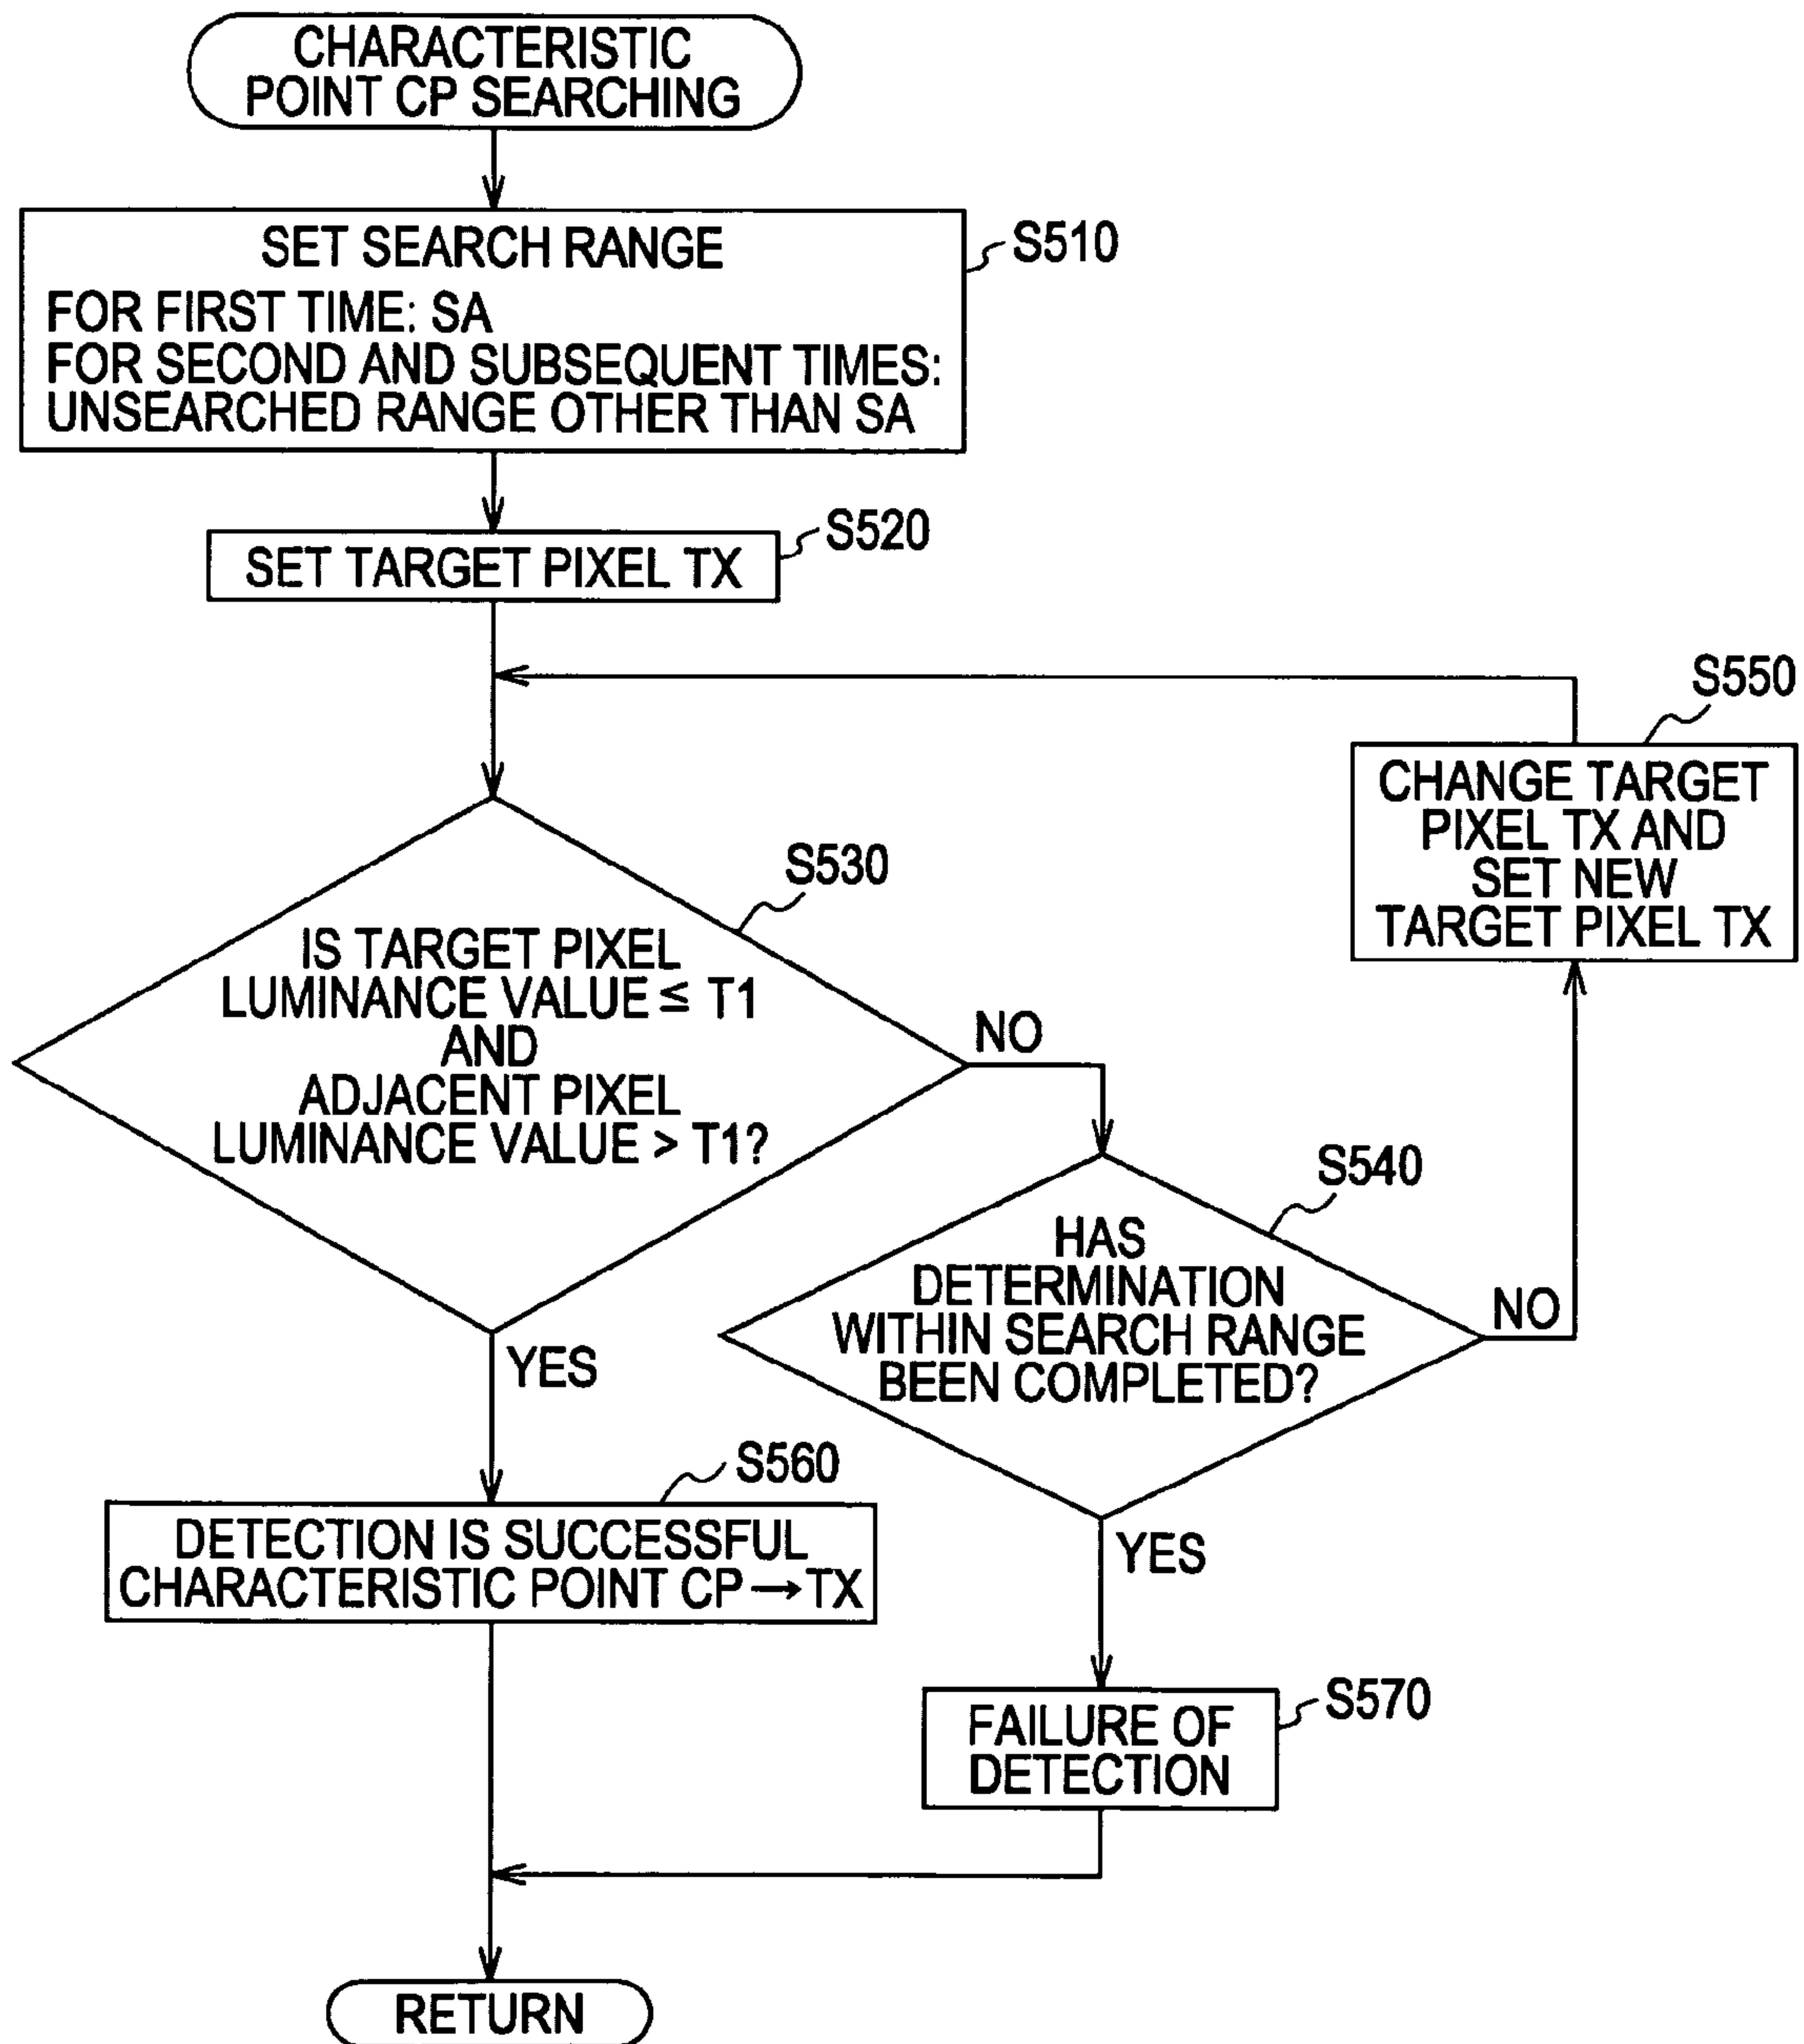 CHARACTERISTIC
POINT CP SEARCHING
SET SEARCH RANGE
FOR FIRST TIME: SA
FOR SECOND AND SUBSEQUENT TIMES:
UNSEARCHED RANGE OTHER THAN SA
S510
SET TARGET PIXEL TX
S520
S550
CHANGE TARGET
PIXEL TX AND
SET NEW
TARGET PIXEL TX
S530
IS TARGET PIXEL
LUMINANCE VALUE ≤ T1
AND
ADJACENT PIXEL
LUMINANCE VALUE > T1?
NO
S540
HAS
DETERMINATION
WITHIN SEARCH RANGE
BEEN COMPLETED?
NO
YES
S560
DETECTION IS SUCCESSFUL
CHARACTERISTIC POINT CP → TX
YES
S570
FAILURE OF
DETECTION
RETURN